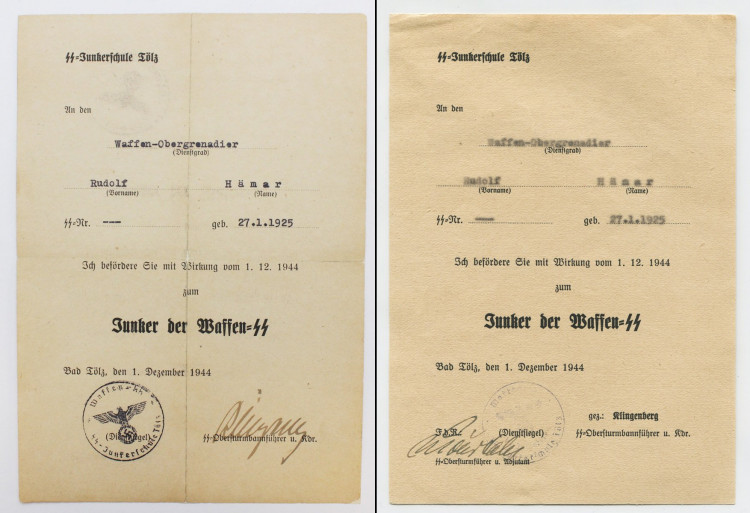 SS-Junkerschule Tölz
An den
Waffen-Obergrenadier
(Dienstgrad)
Rudolf Hämar
(Vorname) (Name)
SS-Nr. --- geb. 27.1.1925
Ich befördere Sie mit Wirkung vom 1. 12. 1944
zum
Junker der Waffen-SS
Bad Tölz, den 1. Dezember 1944
Waffen-SS
(Dienstsiegel)
SS-Junkerschule Tölz
SS-Obersturmbannführer u. Kdr.
SS-Junkerschule Tölz
An den
Waffen-Obergrenadier
(Dienstgrad)
Rudolf Hämar
(Vorname) (Name)
SS-Nr. --- geb. 27.1.1925
Ich befördere Sie mit Wirkung vom 1. 12. 1944
zum
Junker der Waffen-SS
Bad Tölz, den 1. Dezember 1944
gez.: Klingenberg
F.d.R.: (Dienstsiegel) SS-Obersturmbannführer u. Kdr.
SS-Obersturmführer u. Adjutant